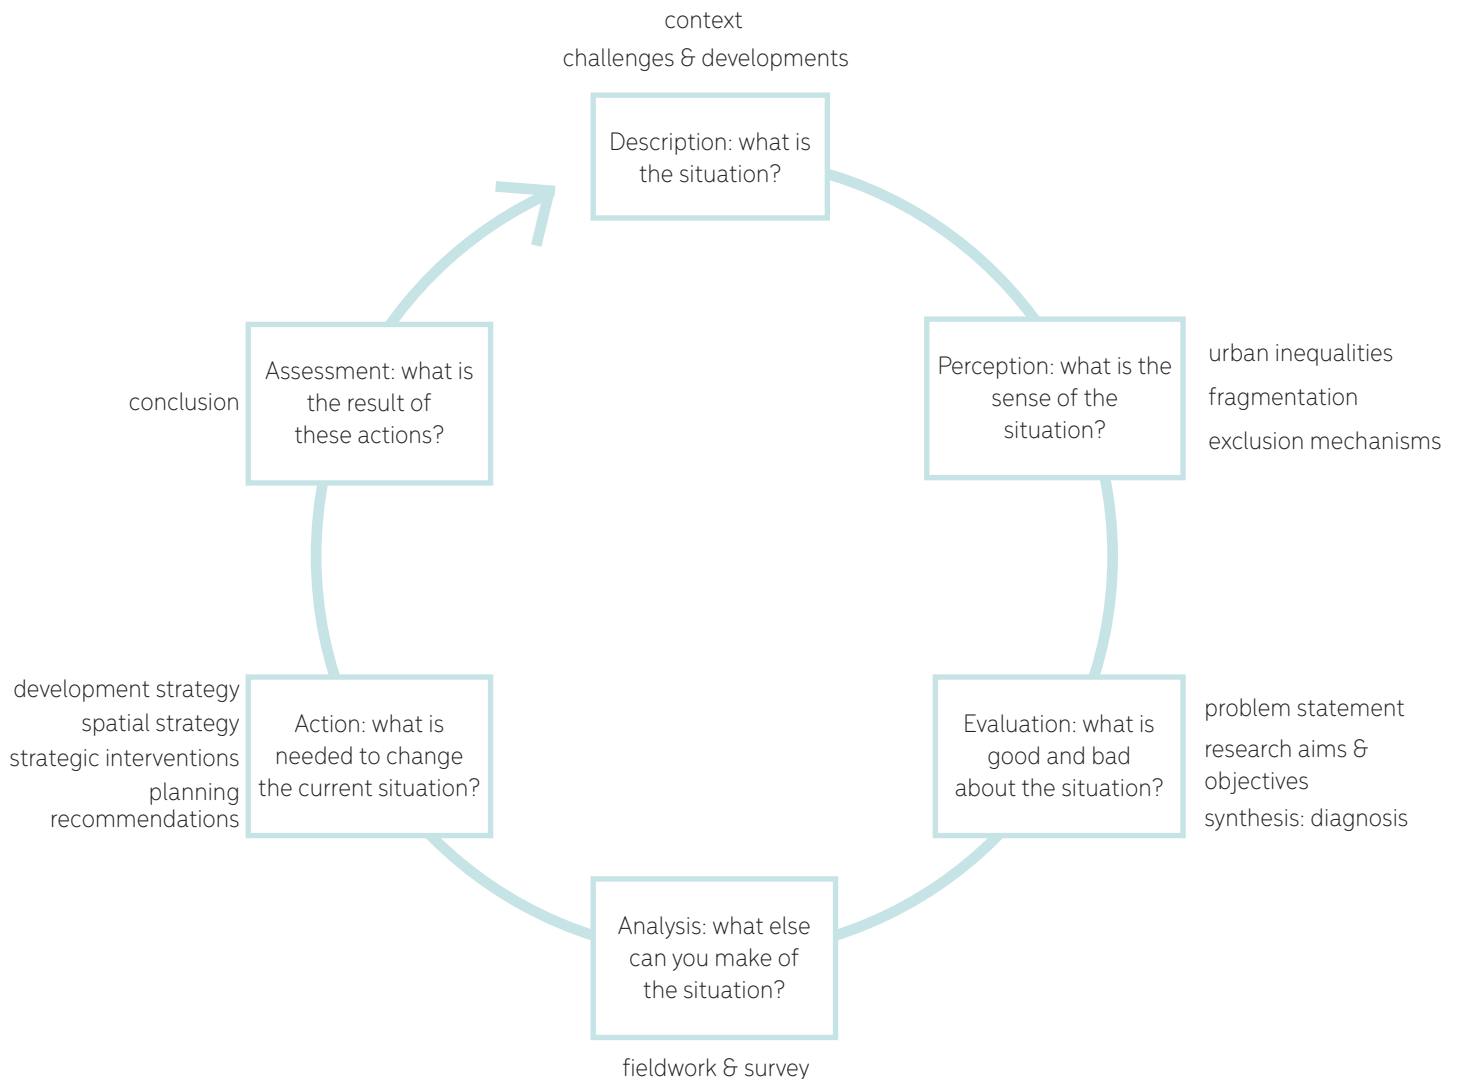 context
challenges & developments
Description: what is
the situation?
Perception: what is the
sense of the
situation?
urban inequalities
fragmentation
exclusion mechanisms
Evaluation: what is
good and bad
about the situation?
problem statement
research aims &
objectives
synthesis: diagnosis
Analysis: what else
can you make of
the situation?
fieldwork & survey
Action: what is
needed to change
the current situation?
development strategy
spatial strategy
strategic interventions
planning
recommendations
Assessment: what is
the result of
these actions?
conclusion